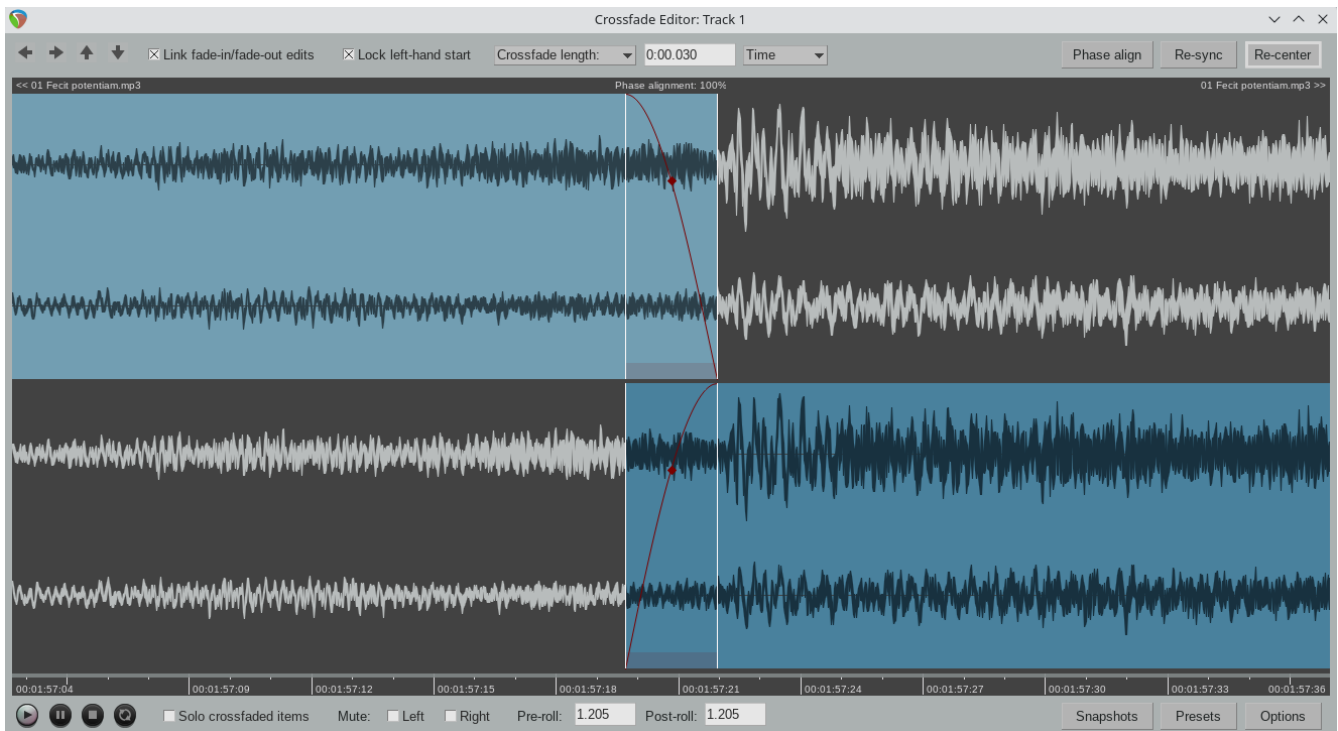 Crossfade Editor: Track 1
Link fade-in/fade-out edits Lock left-hand start Crossfade length: 0:00.030 Time Phase align Re-sync Re-center
<< 01 Fecit potentiam.mp3 Phase alignment: 100% 01 Fecit potentiam.mp3 >>
00:01:57:04 00:01:57:09 00:01:57:12 00:01:57:15 00:01:57:18 00:01:57:21 00:01:57:24 00:01:57:27 00:01:57:30 00:01:57:33 00:01:57:36
Solo crossfaded items Mute: Left Right Pre-roll: 1.205 Post-roll: 1.205 Snapshots Presets Options